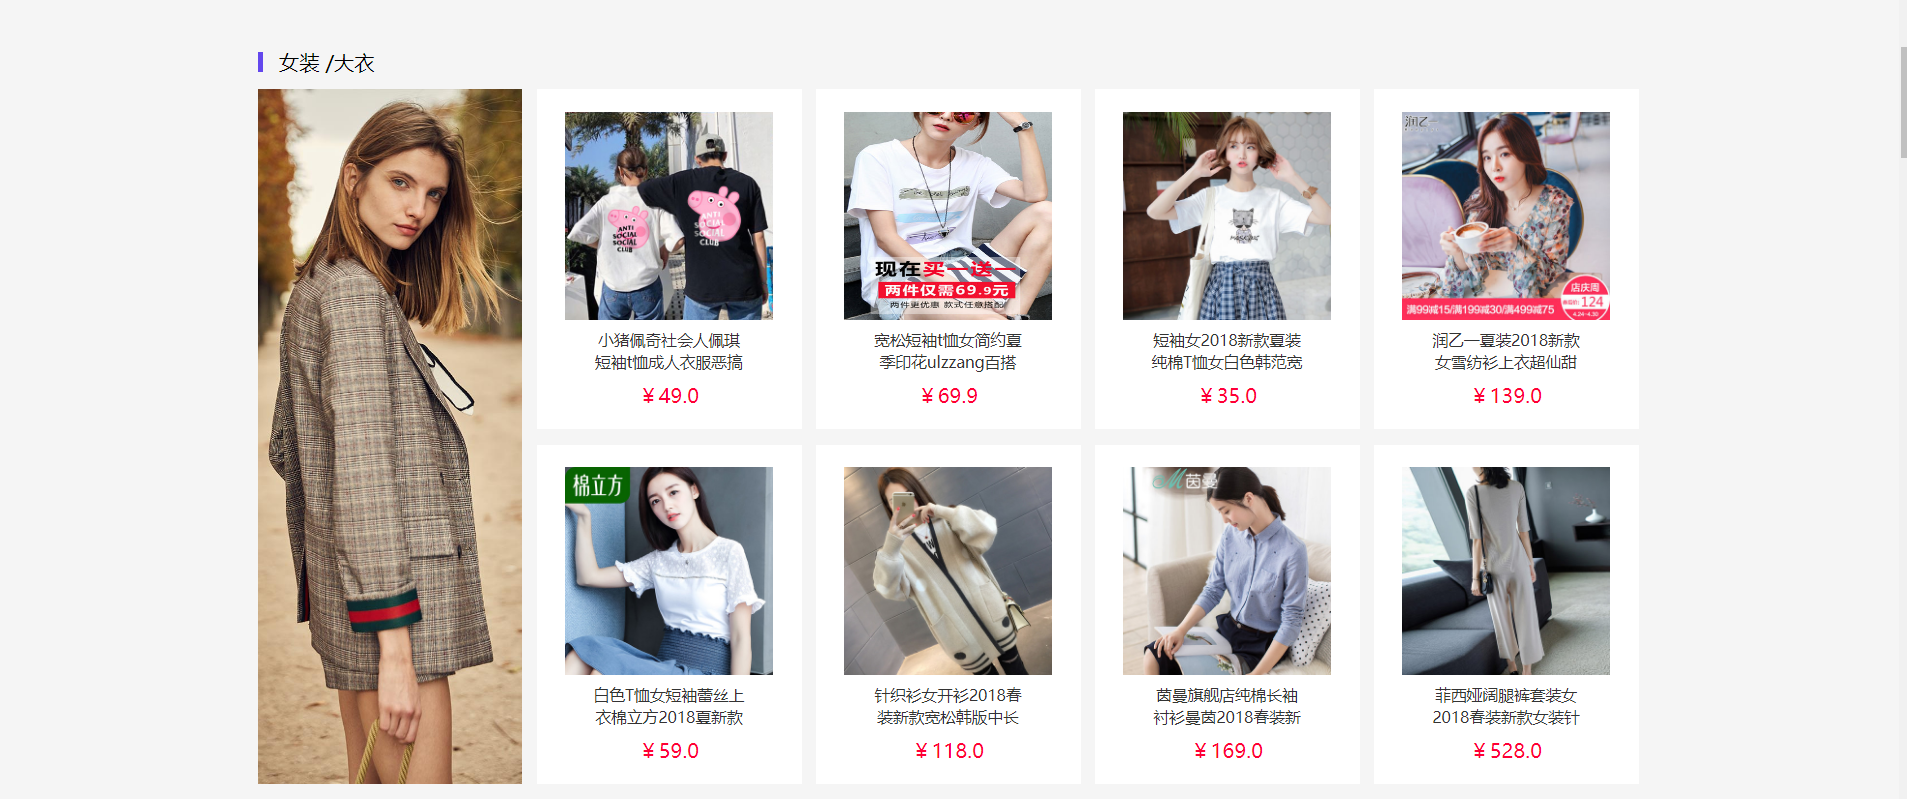 女装 /大衣
ANTI
SOCIAL
SOCIAL
CLUB
ANTI
SOCIAL
SOCIAL
CLUB
小猪佩奇社会人佩琪
短袖t恤成人衣服恶搞
¥ 49.0
现在买一送一
两件仅需69.9元
两件更优惠 款式任意搭配
宽松短袖t恤女简约夏
季印花ulzzang百搭
¥ 69.9
短袖女2018新款夏装
纯棉T恤女白色韩范宽
¥ 35.0
润乙一
店庆周
124
4.24-4.30
满99减15/满199减30/满499减75
润乙一夏装2018新款
女雪纺衫上衣超仙甜
¥ 139.0
棉立方
白色T恤女短袖蕾丝上
衣棉立方2018夏新款
¥ 59.0
针织衫女开衫2018春
装新款宽松韩版中长
¥ 118.0
茵曼
茵曼旗舰店纯棉长袖
衬衫曼茵2018春装新
¥ 169.0
菲西娅阔腿裤套装女
2018春装新款女装针
¥ 528.0